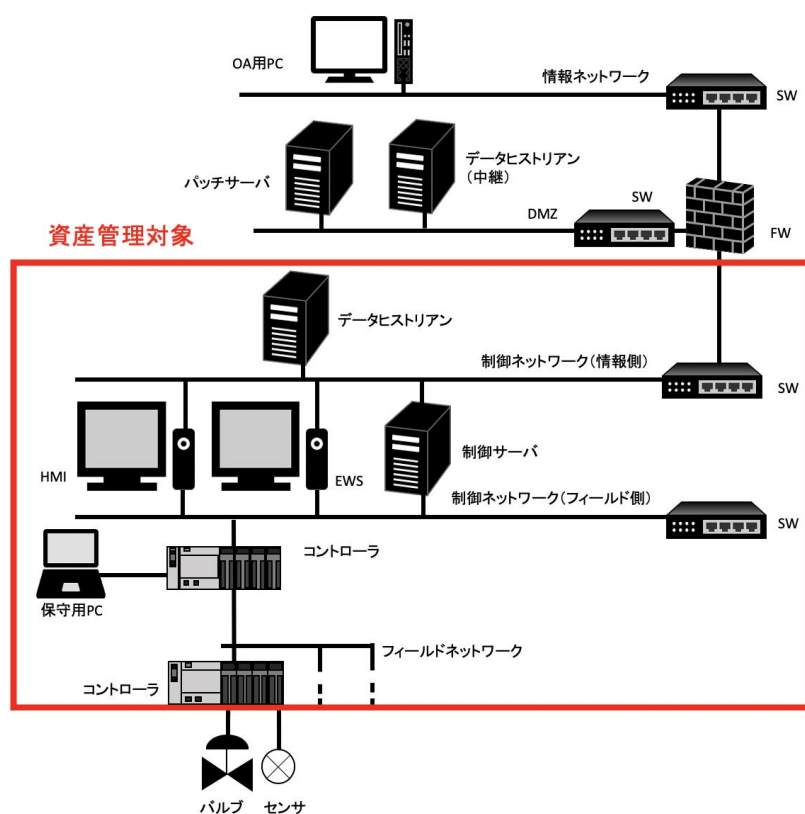 OA用PC
情報ネットワーク
SW
パッチサーバ
データヒストリアン
(中継)
SW
DMZ
FW
資産管理対象
データヒストリアン
制御ネットワーク(情報側)
SW
HMI
EWS
制御サーバ
制御ネットワーク(フィールド側)
SW
コントローラ
保守用PC
フィールドネットワーク
コントローラ
バルブ
センサ